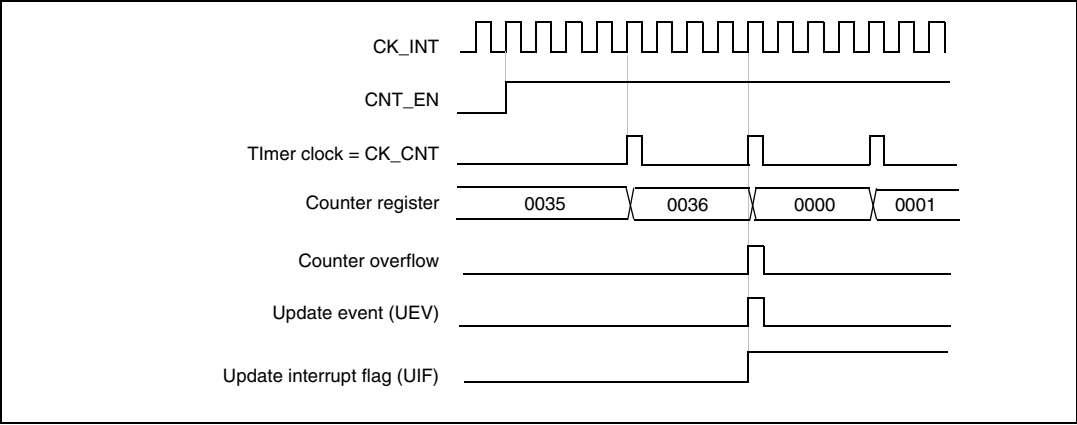 CK_INT
CNT_EN
TImer clock = CK_CNT
Counter register 0035 0036 0000 0001
Counter overflow
Update event (UEV)
Update interrupt flag (UIF)